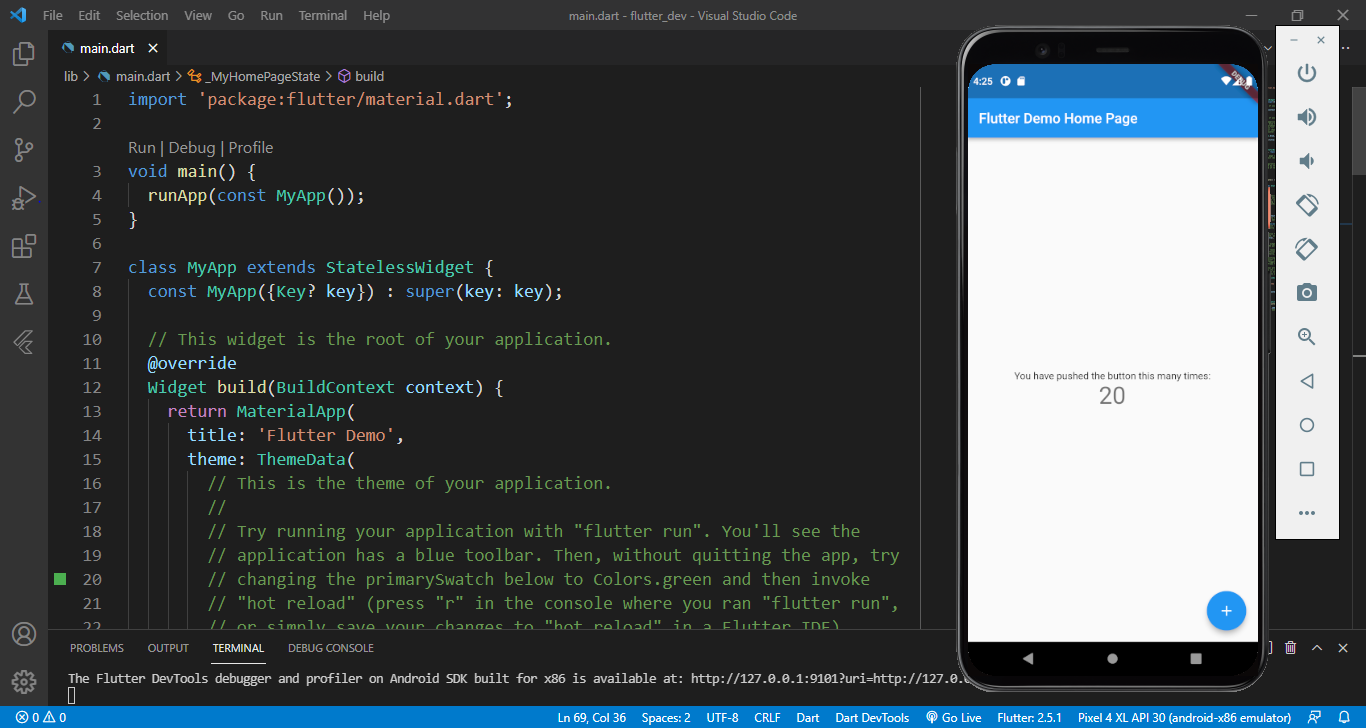 File Edit Selection View Go Run Terminal Help
main.dart - flutter_dev - Visual Studio Code
main.dart
lib > main.dart > _MyHomePageState > build
1 import 'package:flutter/material.dart';
2
Run | Debug | Profile
3 void main() {
4 runApp(const MyApp());
5 }
6
7 class MyApp extends StatelessWidget {
8 const MyApp({Key? key}) : super(key: key);
9
10 // This widget is the root of your application.
11 @override
12 Widget build(BuildContext context) {
13 return MaterialApp(
14 title: 'Flutter Demo',
15 theme: ThemeData(
16 // This is the theme of your application.
17 //
18 // Try running your application with "flutter run". You'll see the
19 // application has a blue toolbar. Then, without quitting the app, try
20 // changing the primarySwatch below to Colors.green and then invoke
21 // "hot reload" (press "r" in the console where you ran "flutter run",
22 // or simply save your changes to "hot reload" in a Flutter IDE)
4:25
DEBUG
Flutter Demo Home Page
You have pushed the button this many times:
20
+
PROBLEMS OUTPUT TERMINAL DEBUG CONSOLE
The Flutter DevTools debugger and profiler on Android SDK built for x86 is available at: http://127.0.0.1:9101?uri=http://127.0.
0 0 Ln 69, Col 36 Spaces: 2 UTF-8 CRLF Dart Dart DevTools Go Live Flutter: 2.5.1 Pixel 4 XL API 30 (android-x86 emulator)